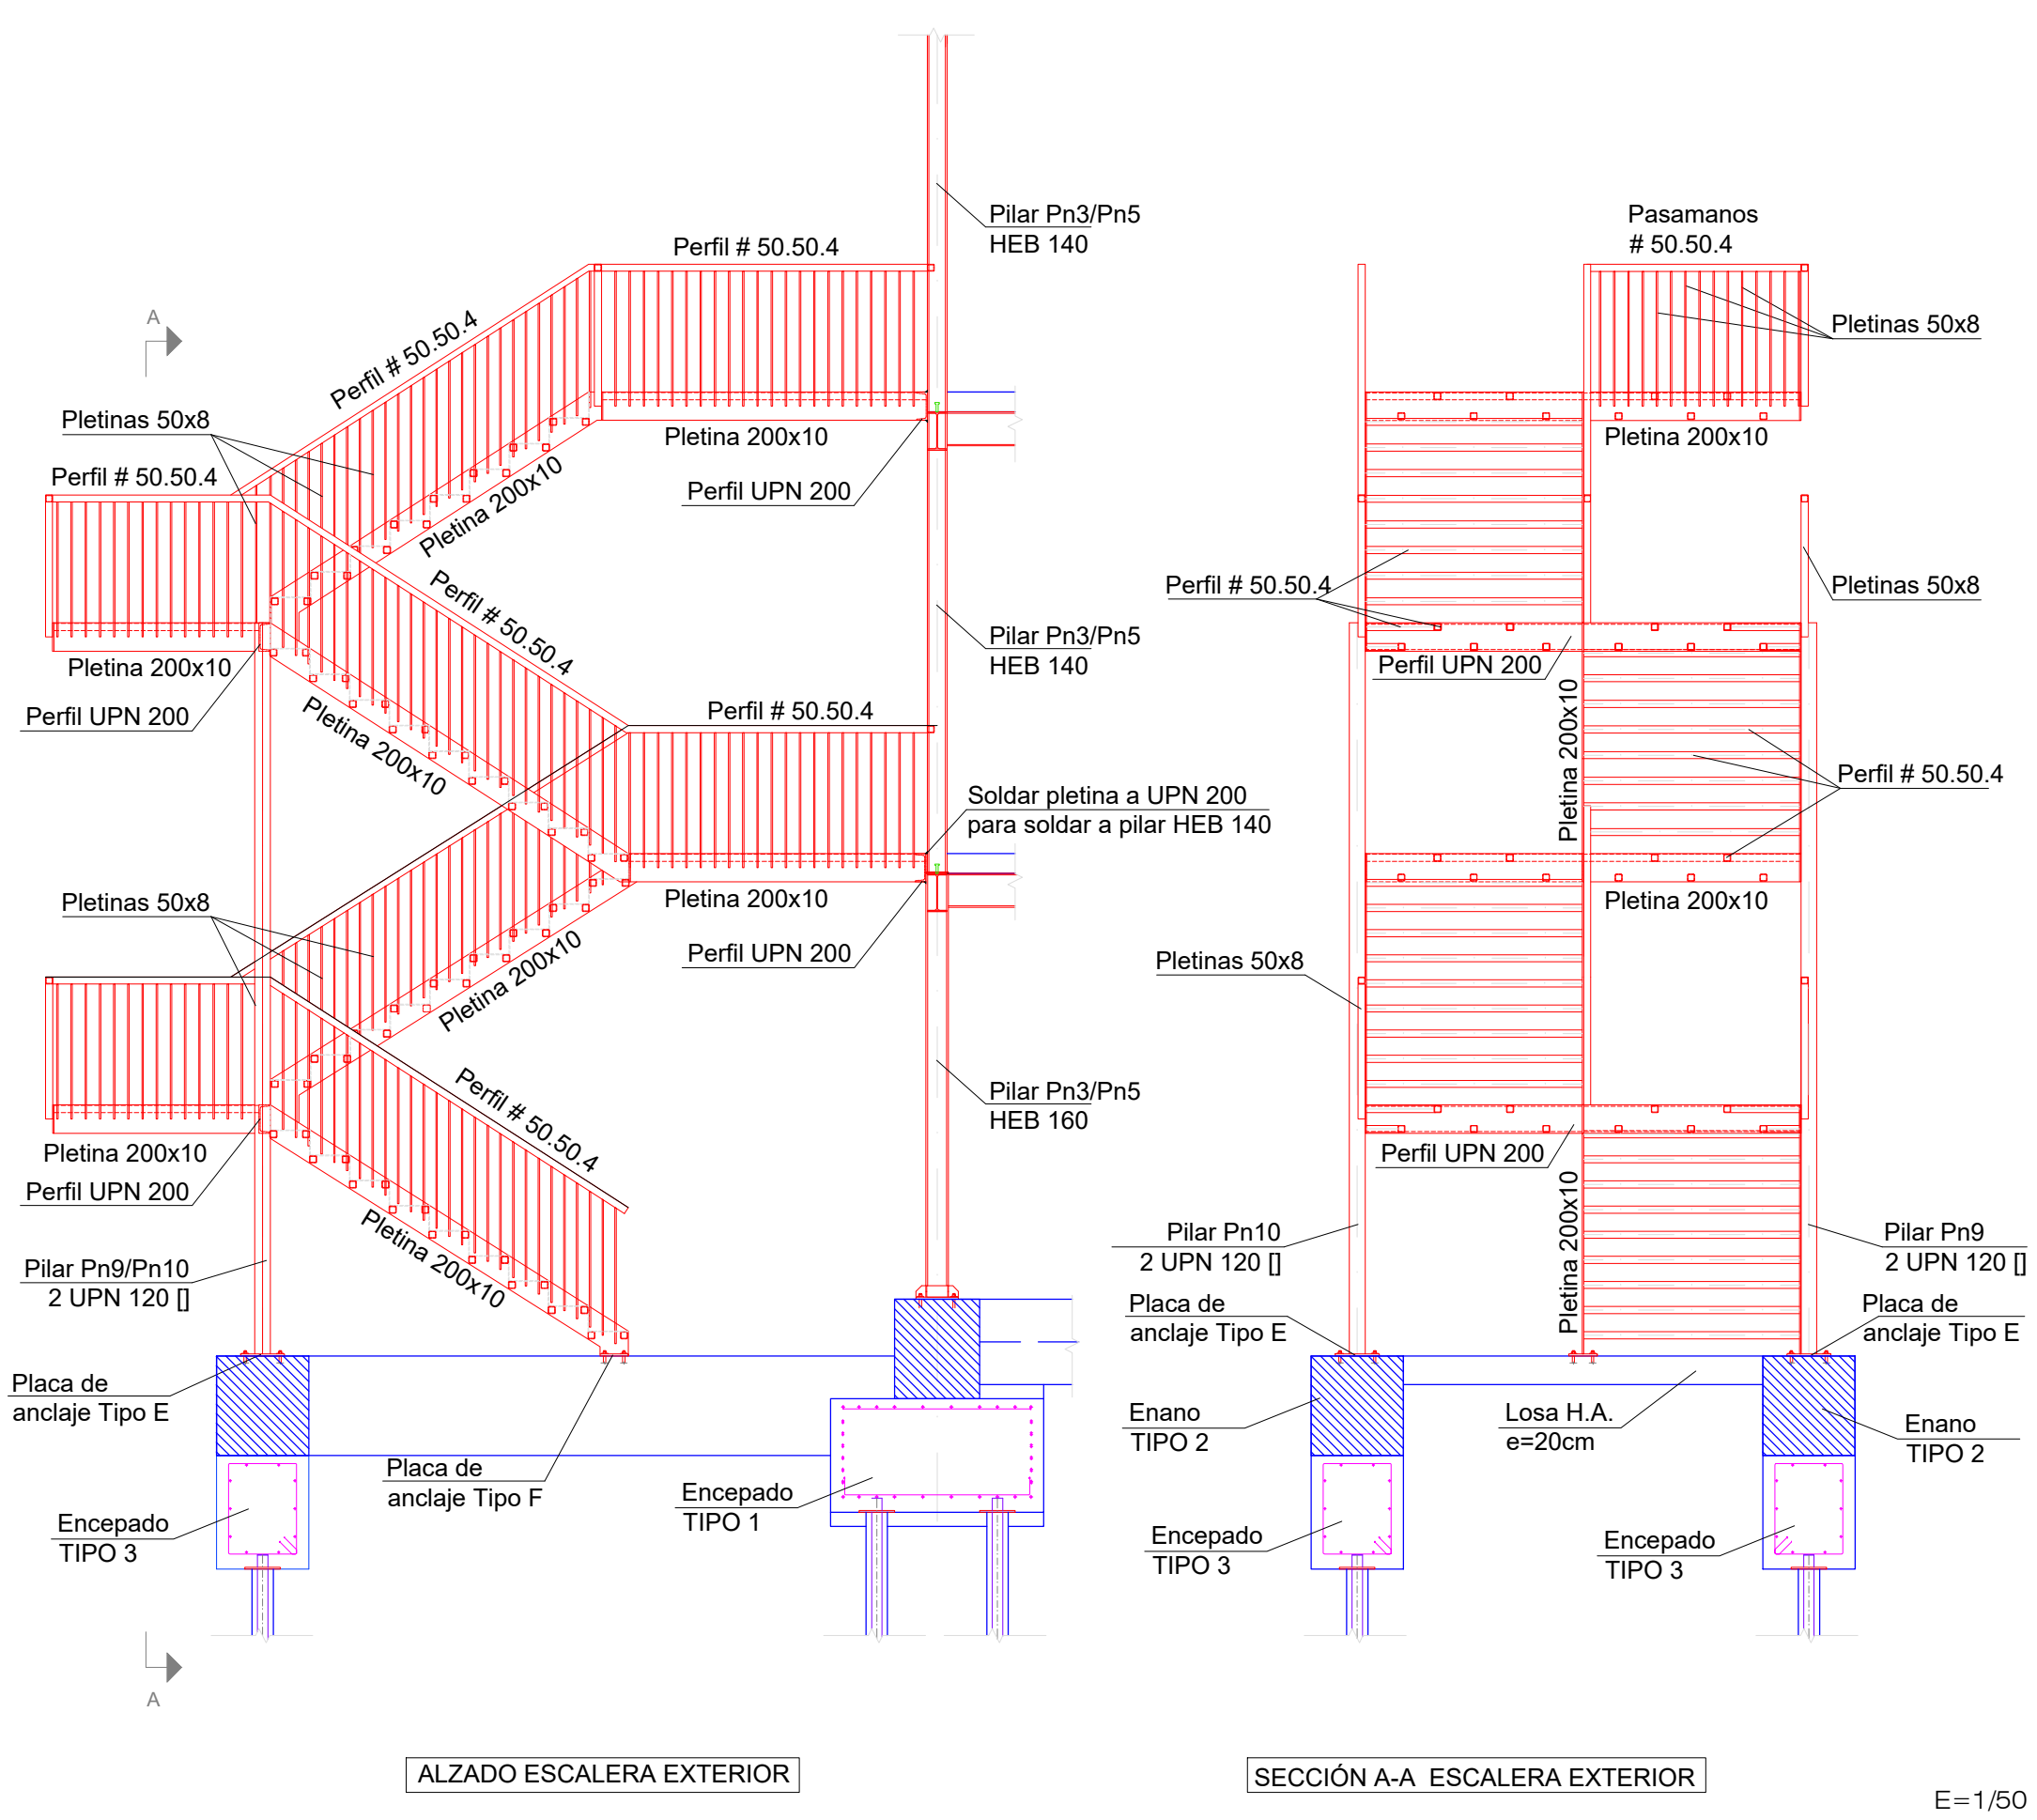 Pilar Pn3/Pn5
HEB 140
Perfil # 50.50.4
A
Perfil # 50.50.4
Pletinas 50x8
Perfil # 50.50.4
Pletina 200x10
Pletina 200x10
Perfil UPN 200
Perfil # 50.50.4
Pilar Pn3/Pn5
HEB 140
Pletina 200x10
Perfil UPN 200
Pletina 200x10
Perfil # 50.50.4
Soldar pletina a UPN 200
para soldar a pilar HEB 140
Pletinas 50x8
Pletina 200x10
Perfil UPN 200
Pletina 200x10
Perfil # 50.50.4
Pilar Pn3/Pn5
HEB 160
Pletina 200x10
Perfil UPN 200
Pletina 200x10
Pilar Pn9/Pn10
2 UPN 120 []
Placa de
anclaje Tipo E
Placa de
anclaje Tipo F
Encepado
TIPO 1
Encepado
TIPO 3
A
ALZADO ESCALERA EXTERIOR
Pasamanos
# 50.50.4
Pletinas 50x8
Pletina 200x10
Perfil # 50.50.4
Pletinas 50x8
Perfil UPN 200
Pletina 200x10
Perfil # 50.50.4
Pletina 200x10
Pletinas 50x8
Perfil UPN 200
Pletina 200x10
Pilar Pn10
2 UPN 120 []
Pilar Pn9
2 UPN 120 []
Placa de
anclaje Tipo E
Placa de
anclaje Tipo E
Enano
TIPO 2
Losa H.A.
e=20cm
Enano
TIPO 2
Encepado
TIPO 3
Encepado
TIPO 3
SECCIÓN A-A ESCALERA EXTERIOR
E=1/50